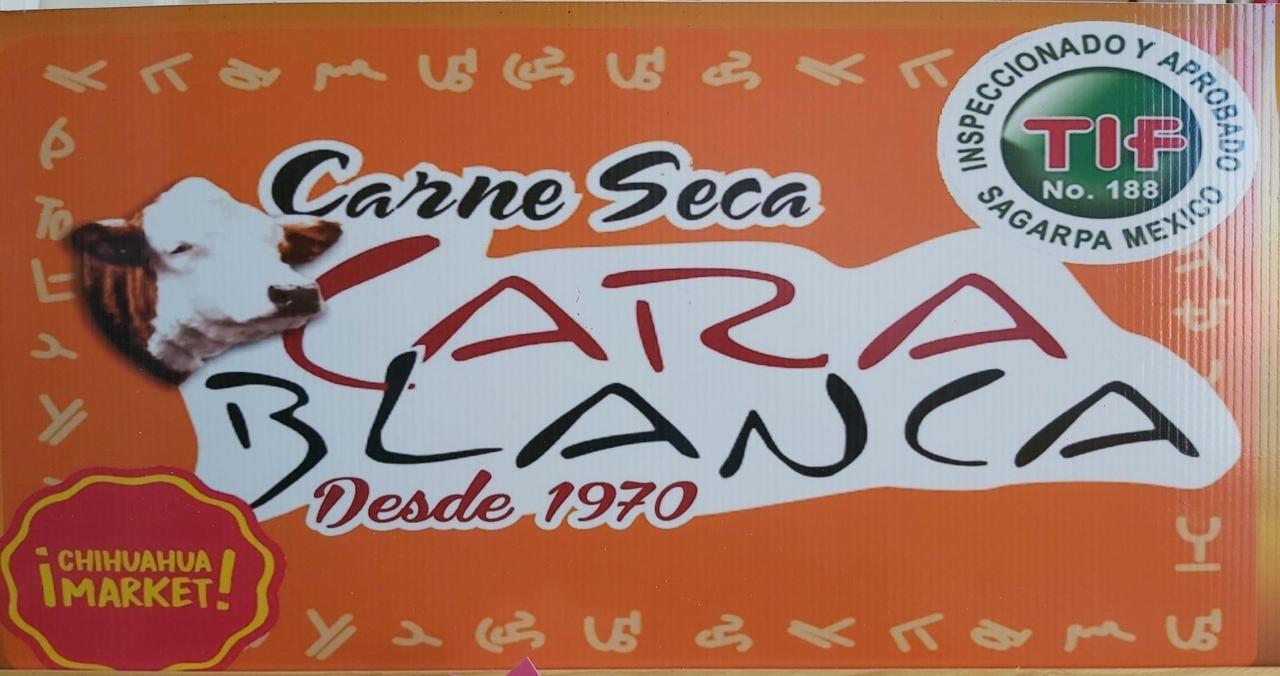 INSPECCIONADO Y APROBADO
TIF
No. 188
SAGARPA MEXICO
Carne Seca
CARA
BLANCA
Desde 1970
¡CHIHUAHUA
MARKET!